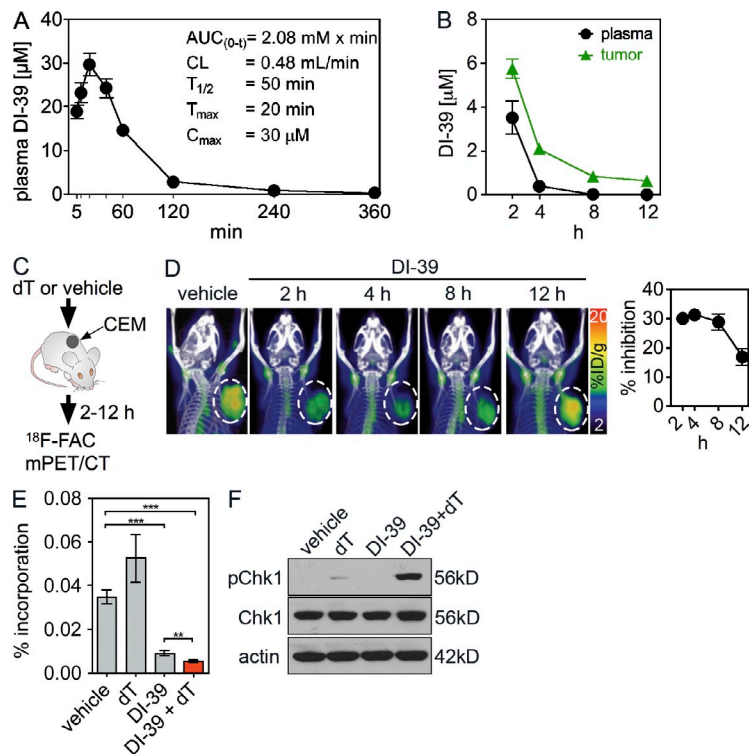 A
plasma DI-39 [µM]
40
30
20
10
0
5
60
120
240
360
min
AUC(0-t) = 2.08 mM x min
CL = 0.48 mL/min
T1/2 = 50 min
Tmax = 20 min
Cmax = 30 µM
B
DI-39 [µM]
8
6
4
2
0
2
4
8
12
h
plasma
tumor
C
dT or vehicle
CEM
2-12 h
18F-FAC
mPET/CT
D
DI-39
vehicle
2 h
4 h
8 h
12 h
20
%ID/g
2
% inhibition
40
30
20
10
0
2
4
8
12
h
E
% incorporation
0.08
0.06
0.04
0.02
0.00
***
***
**
vehicle
dT
DI-39
DI-39 + dT
F
vehicle
dT
DI-39
DI-39+dT
pChk1
56kD
Chk1
56kD
actin
42kD